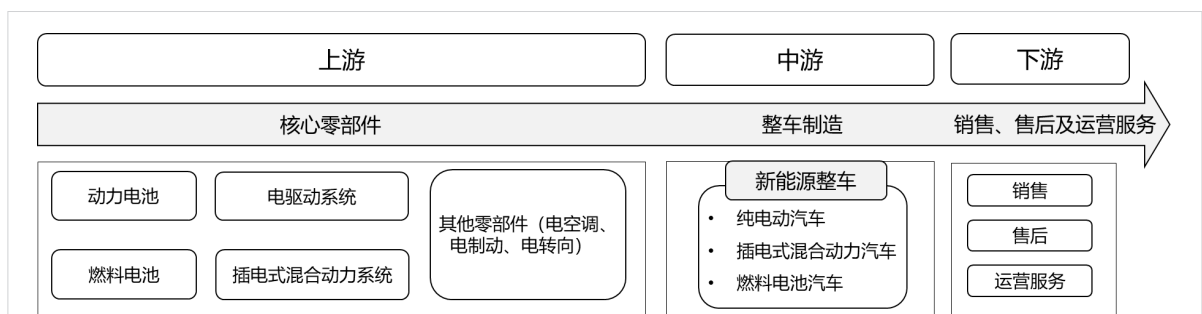 上游
中游
下游
核心零部件
整车制造
销售、售后及运营服务
动力电池
电驱动系统
燃料电池
插电式混合动力系统
其他零部件（电空调、
电制动、电转向）
新能源整车
• 纯电动汽车
• 插电式混合动力汽车
• 燃料电池汽车
销售
售后
运营服务